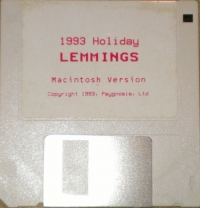 1993 Holiday
LEMMINGS
Macintosh Version
Copyright 1993, Psygnosis, Ltd